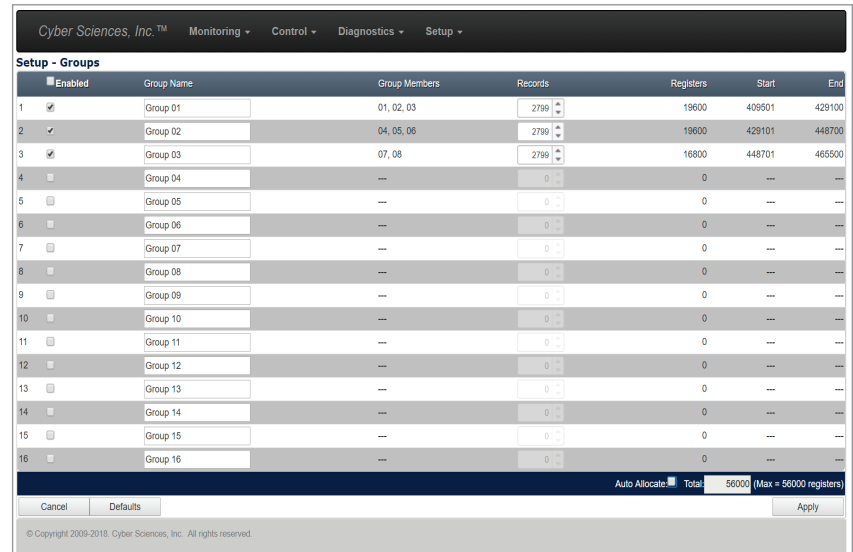 Cyber Sciences, Inc.™ Monitoring Control Diagnostics Setup
Setup - Groups
Enabled Group Name Group Members Records Registers Start End
1 Group 01 01, 02, 03 2799 19600 409501 429100
2 Group 02 04, 05, 06 2799 19600 429101 448700
3 Group 03 07, 08 2799 16800 448701 465500
4 Group 04 --- 0 0 --- ---
5 Group 05 --- 0 0 --- ---
6 Group 06 --- 0 0 --- ---
7 Group 07 --- 0 0 --- ---
8 Group 08 --- 0 0 --- ---
9 Group 09 --- 0 0 --- ---
10 Group 10 --- 0 0 --- ---
11 Group 11 --- 0 0 --- ---
12 Group 12 --- 0 0 --- ---
13 Group 13 --- 0 0 --- ---
14 Group 14 --- 0 0 --- ---
15 Group 15 --- 0 0 --- ---
16 Group 16 --- 0 0 --- ---
Auto Allocate: Total: 56000 (Max = 56000 registers)
Cancel Defaults Apply
© Copyright 2009-2018. Cyber Sciences, Inc. All rights reserved.